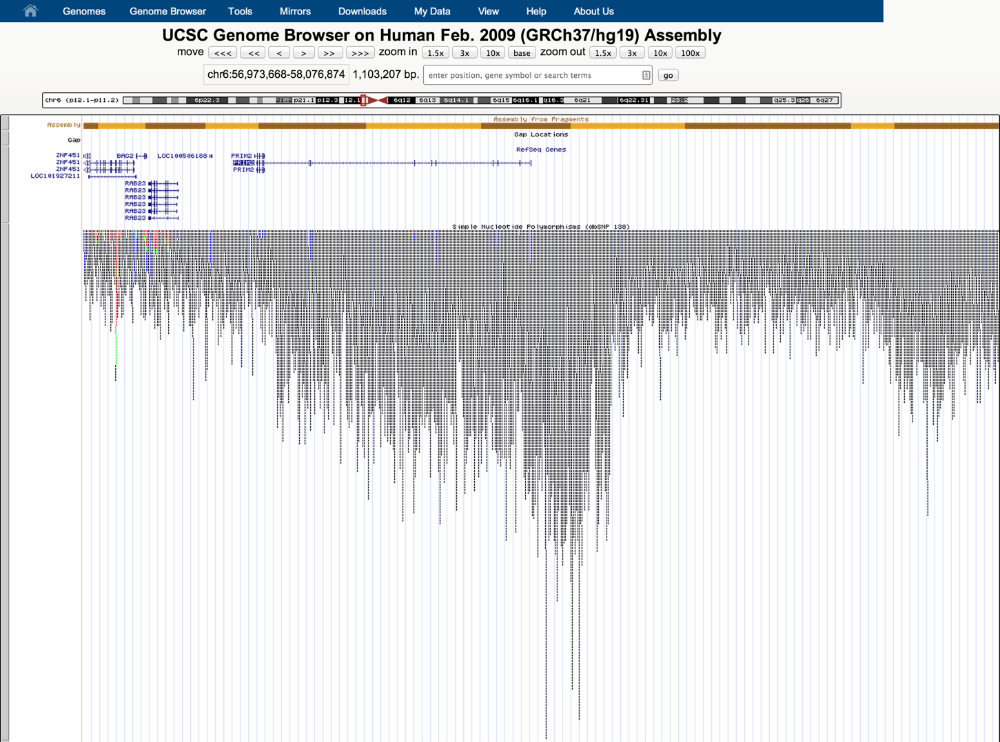 Genomes Genome Browser Tools Mirrors Downloads My Data View Help About Us
UCSC Genome Browser on Human Feb. 2009 (GRCh37/hg19) Assembly
move <<< << < > >> >>> zoom in 1.5x 3x 10x base zoom out 1.5x 3x 10x 100x
chr6:56,973,668-58,076,874 1,103,207 bp. enter position, gene symbol or search terms go
chr6 (p12.1-p11.2) 6p22.3 21.2 p21.1 p12.3 12.1 6q12 6q13 6q14.1 6q15 6q16.1 q16.3 6q21 6q22.31 23.2 q25.3 q26 6q27
Assembly from Fragments
Assembly
Gap Locations
Gap
RefSeq Genes
ZNF451 BAG2 LOC100506188 PRIM2
ZNF451 PRIM2
ZNF451 PRIM2
LOC101927211
RAB23
RAB23
RAB23
RAB23
RAB23
RAB23
Simple Nucleotide Polymorphisms (dbSNP 138)